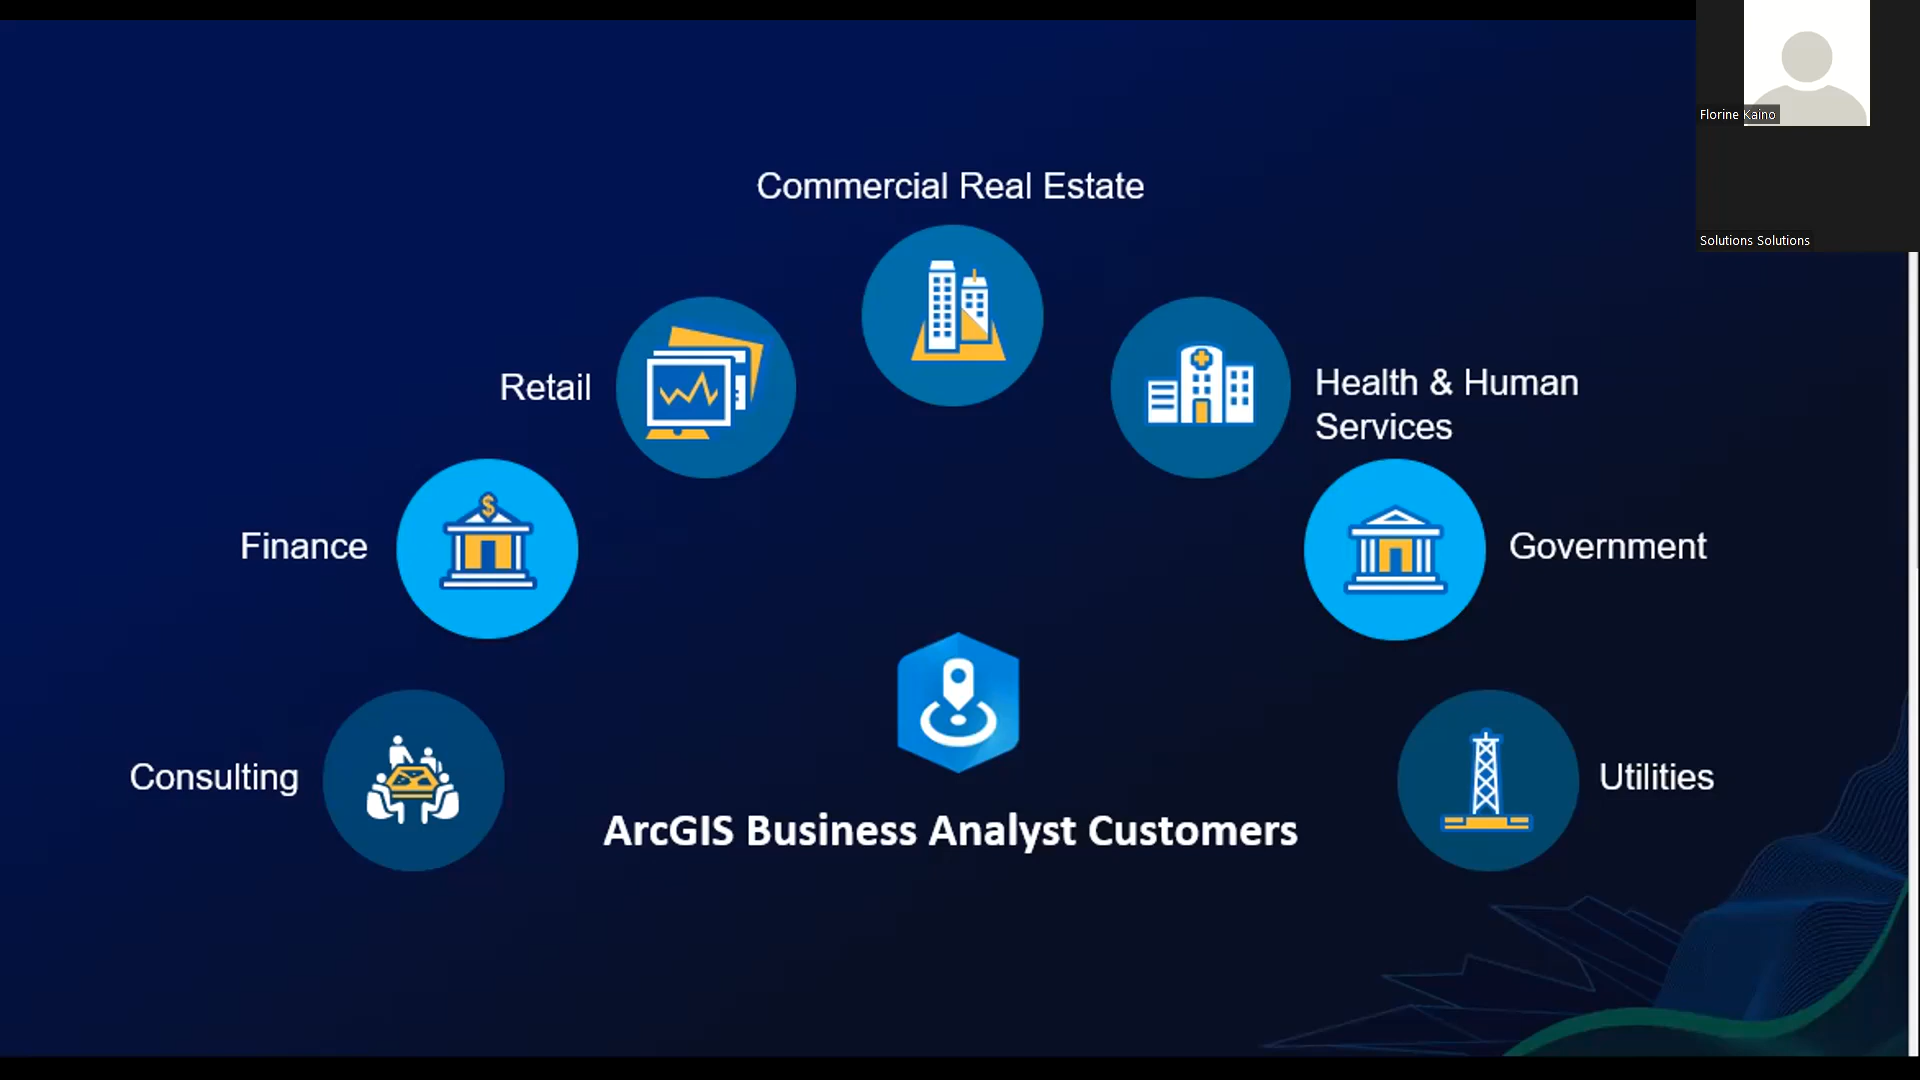 Florine Kaino
Solutions Solutions
Commercial Real Estate
Retail
Health & Human
Services
Finance
$
Government
Consulting
Utilities
ArcGIS Business Analyst Customers